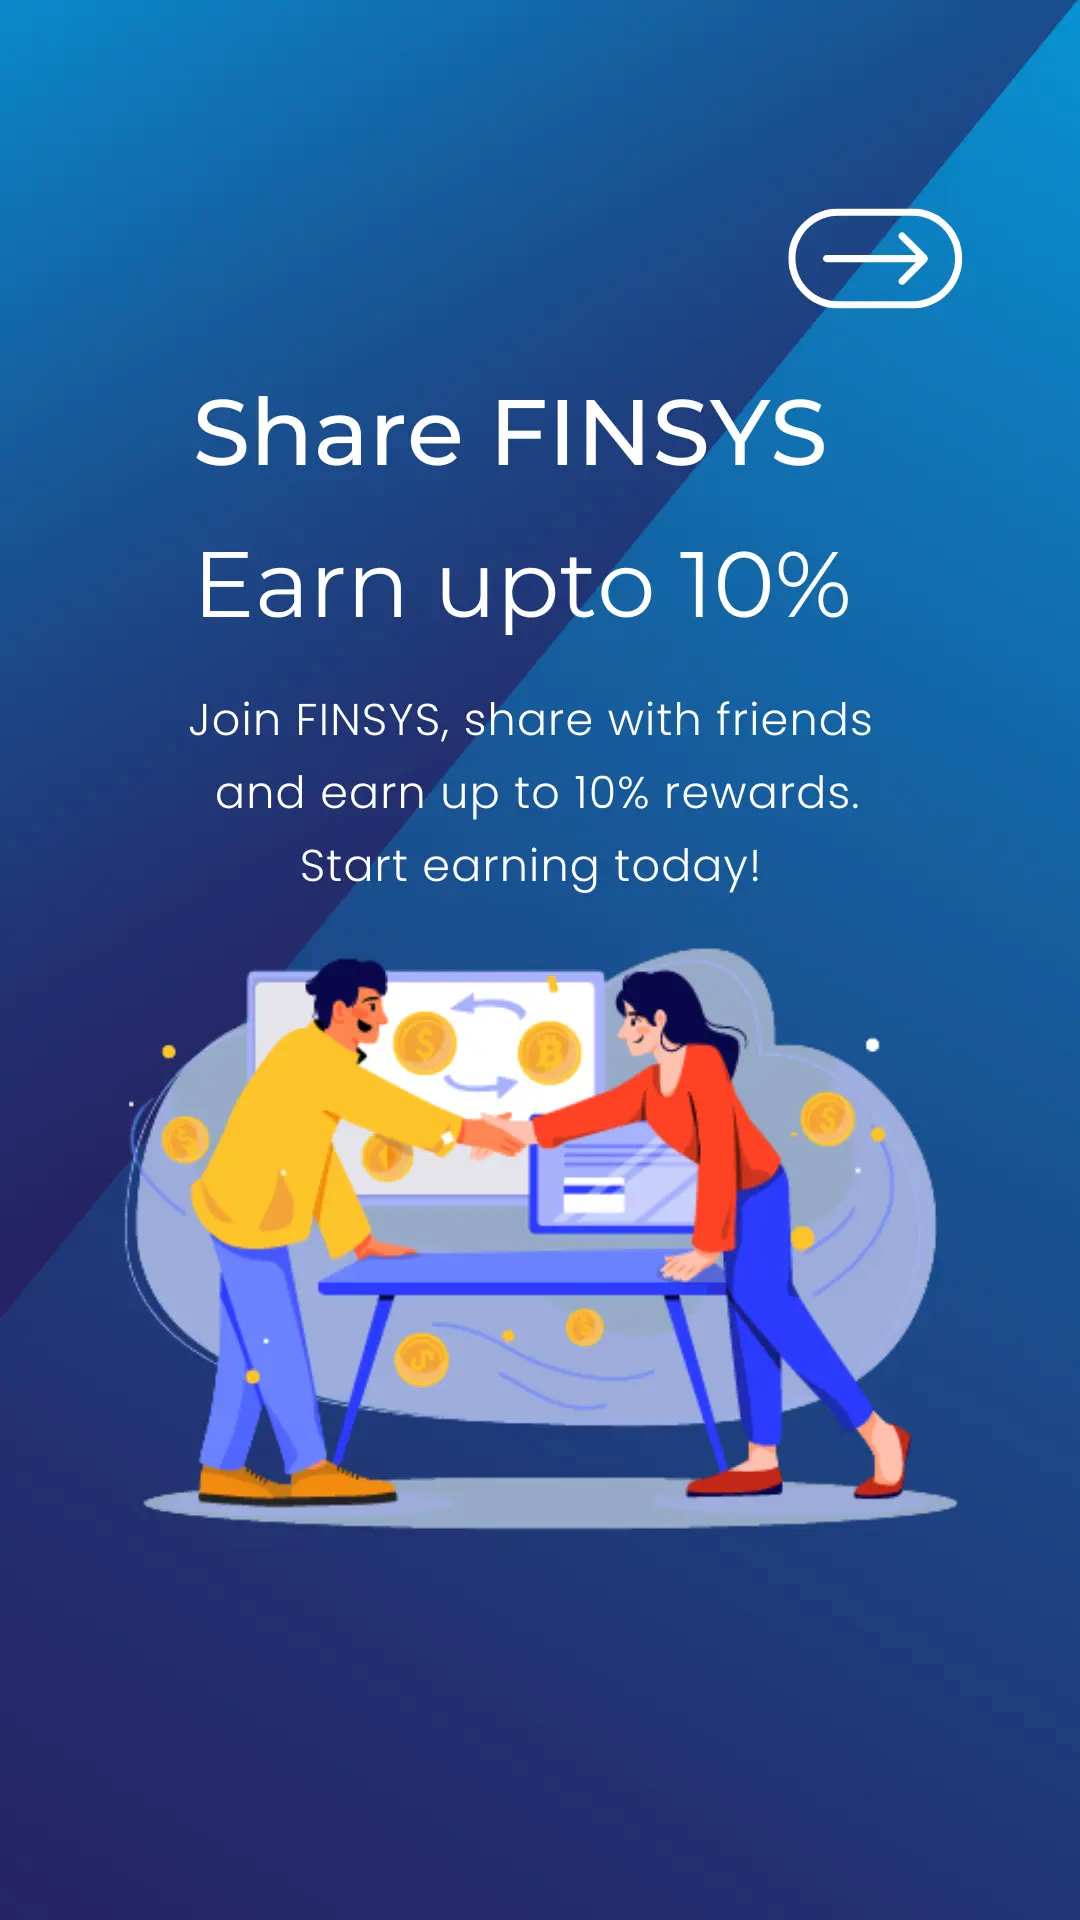 Share FINSYS
Earn upto 10%
Join FINSYS, share with friends
and earn up to 10% rewards.
Start earning today!